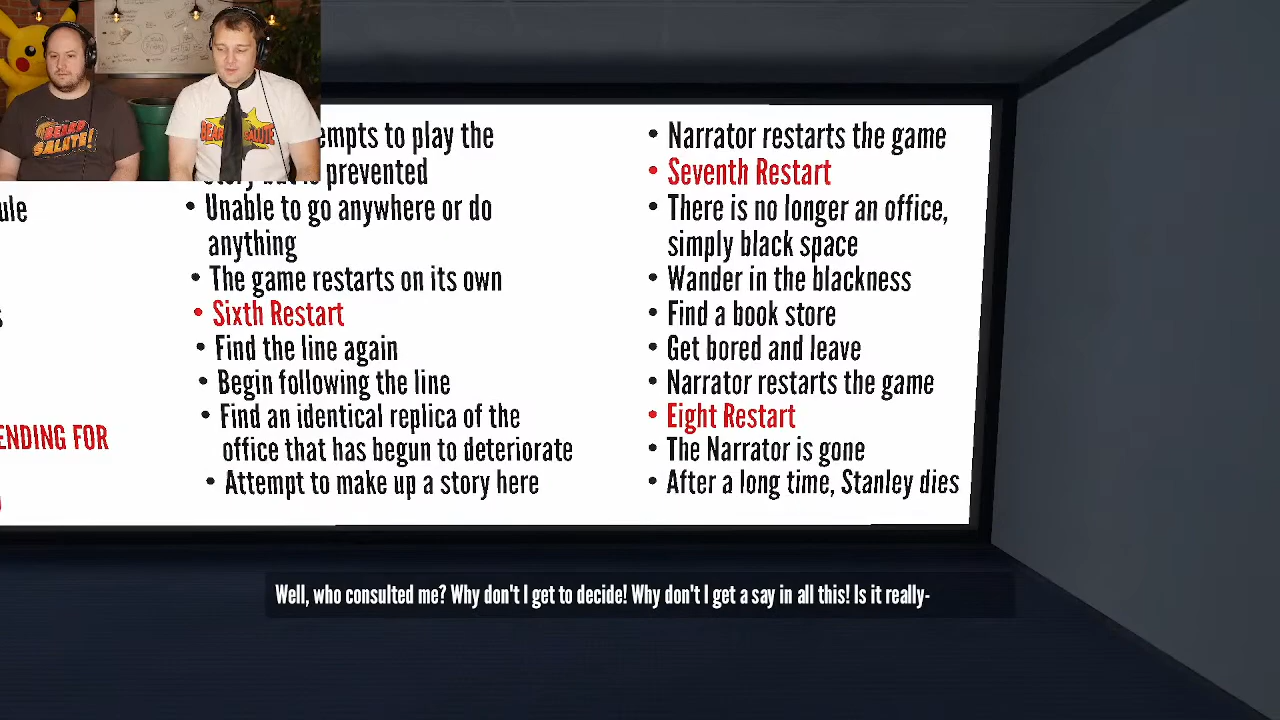 BEARD
SALUTE!
ule
ENDING FOR
empts to play the
prevented
• Unable to go anywhere or do
anything
• The game restarts on its own
• Sixth Restart
• Find the line again
• Begin following the line
• Find an identical replica of the
office that has begun to deteriorate
• Attempt to make up a story here
• Narrator restarts the game
• Seventh Restart
• There is no longer an office,
simply black space
• Wander in the blackness
• Find a book store
• Get bored and leave
• Narrator restarts the game
• Eight Restart
• The Narrator is gone
• After a long time, Stanley dies
Well, who consulted me? Why don't I get to decide! Why don't I get a say in all this! Is it really-